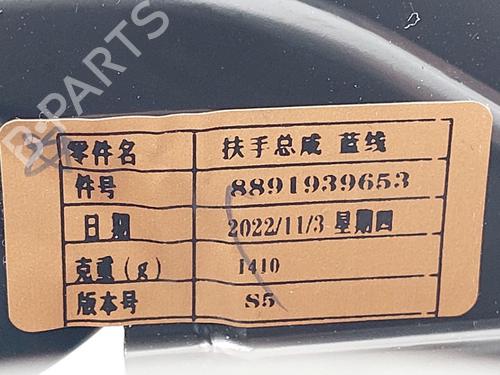 B-PARTS
零件名 扶手总成 蓝线
件号 8891939653
日期 2022/11/3 星期四
克重(g) 1410
版本号 S5